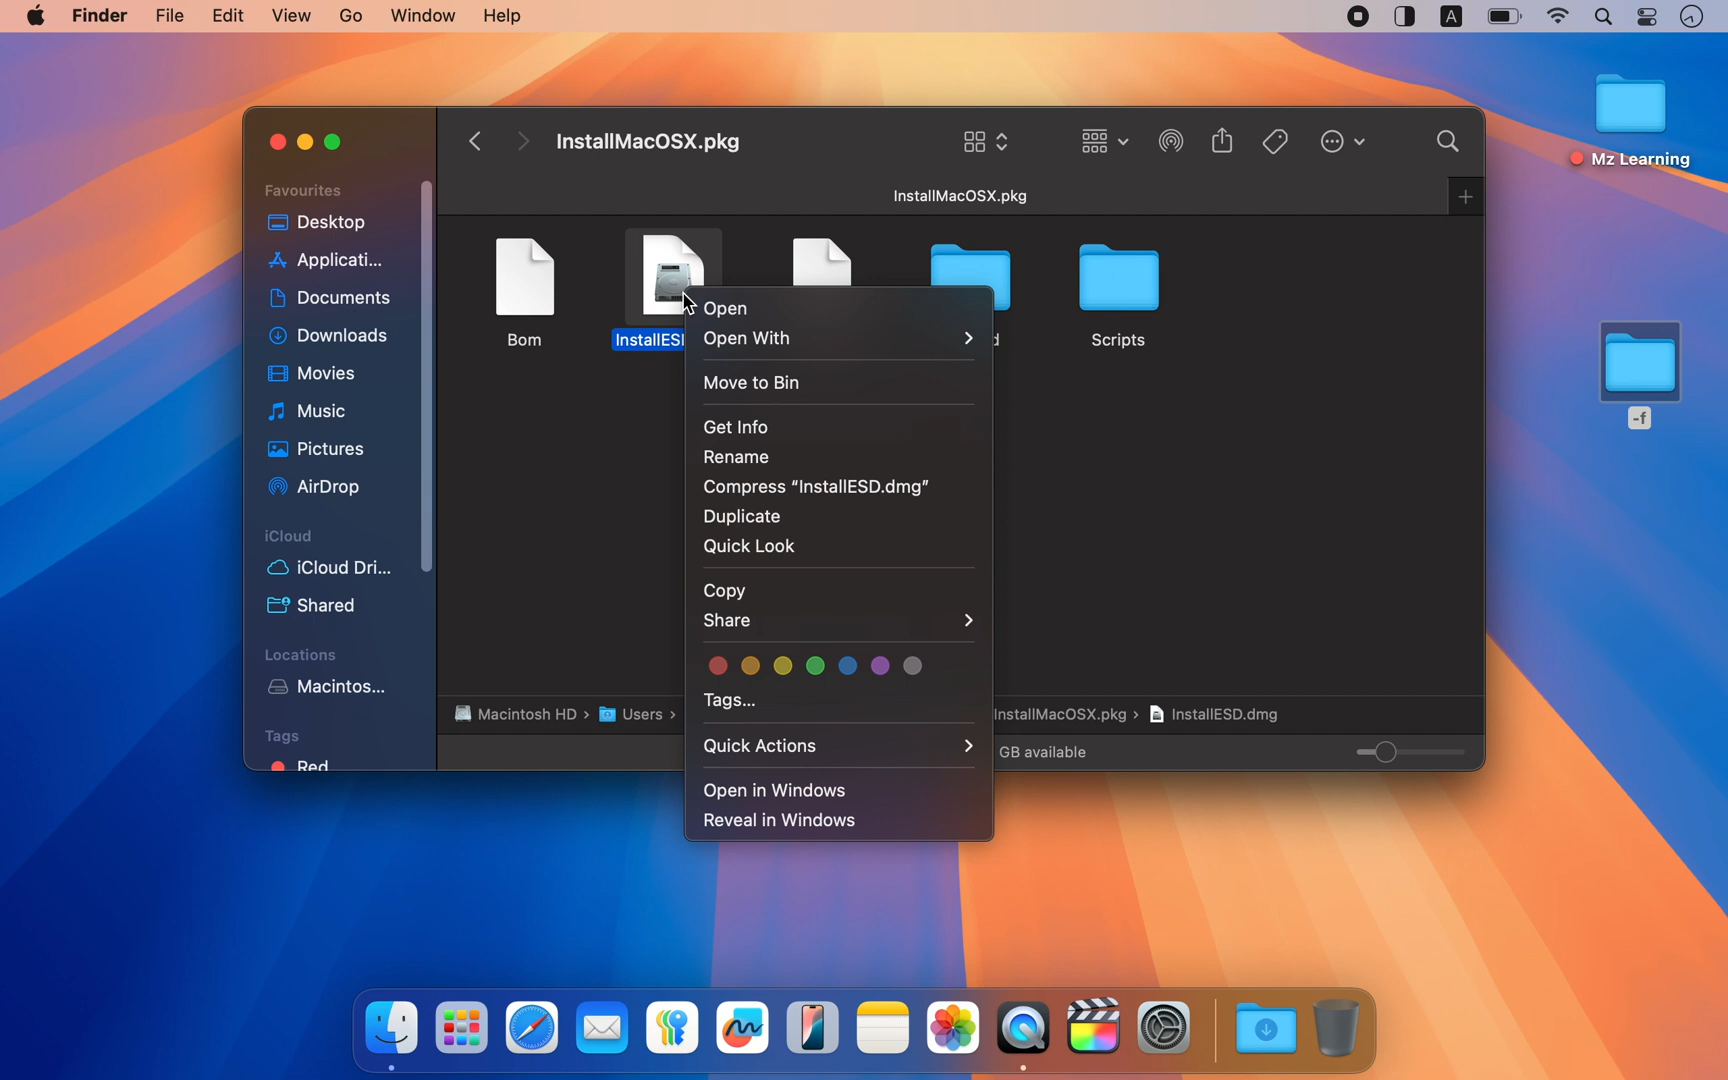 Finder File Edit View Go Window Help A
InstallMacOSX.pkg
InstallMacOSX.pkg
Mz Learning
-f
Favourites
Desktop
Applicati...
Documents
Downloads
Movies
Music
Pictures
AirDrop
iCloud
iCloud Dri...
Shared
Locations
Macintos...
Tags
Red
Bom
InstallES
d
Scripts
Open
Open With
Move to Bin
Get Info
Rename
Compress “InstallESD.dmg”
Duplicate
Quick Look
Copy
Share
Tags...
Quick Actions
Open in Windows
Reveal in Windows
Macintosh HD › Users › InstallMacOSX.pkg › InstallESD.dmg
GB available